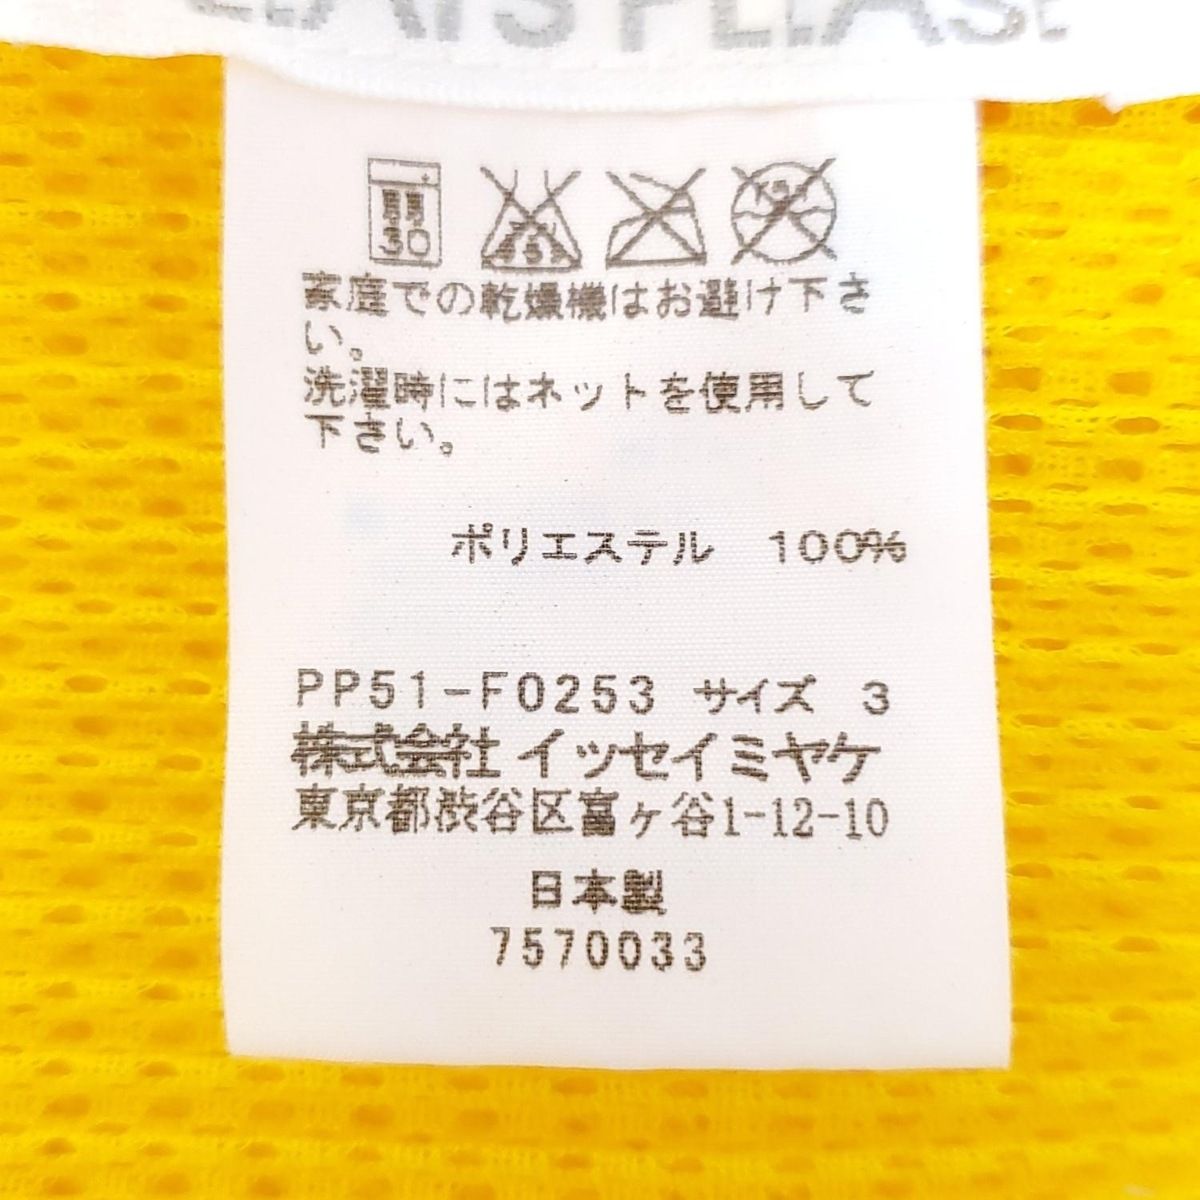 PLEASE
弱 30
家庭での乾燥機はお避け下さ
い。
洗濯時にはネットを使用して
下さい。
ポリエステル 100%
PP51-F0253 サイズ 3
株式会社イッセイミヤケ
東京都渋谷区富ヶ谷1-12-10
日本製
7570033